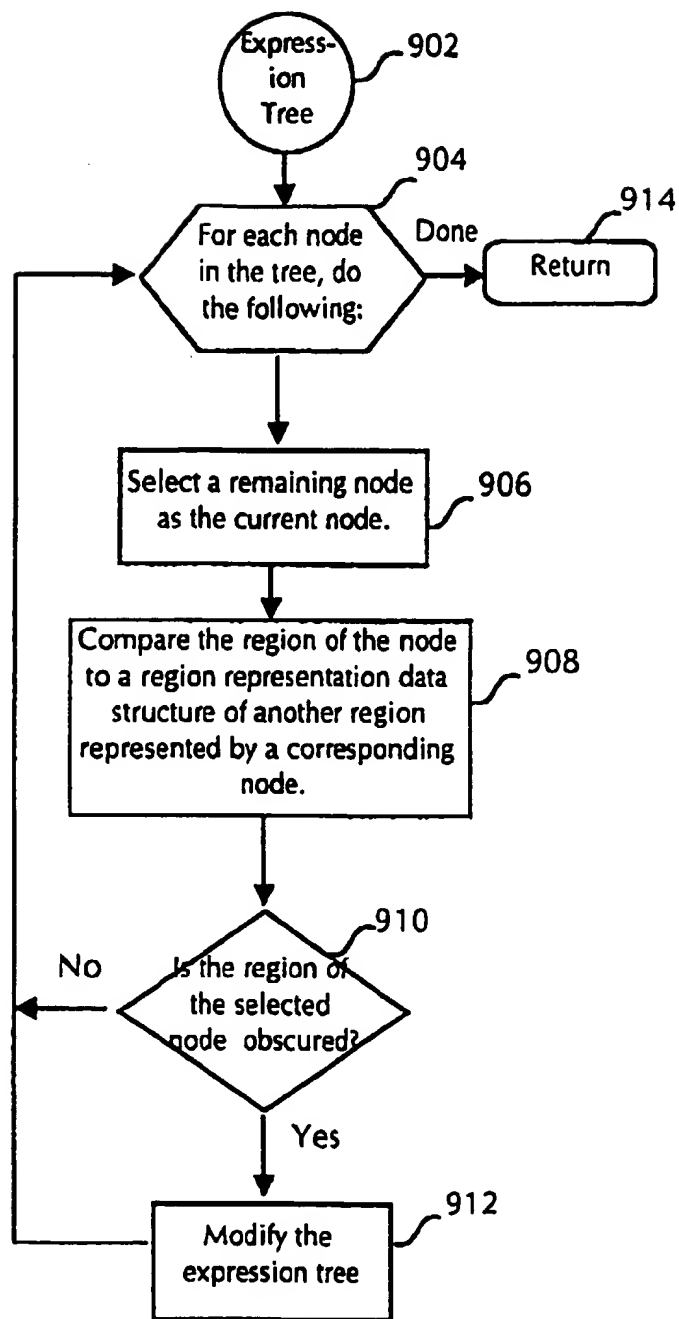 Express-
ion
Tree
902
904
For each node
in the tree, do
the following:
Done
914
Return
Select a remaining node
as the current node.
906
Compare the region of the node
to a region representation data
structure of another region
represented by a corresponding
node.
908
910
Is the region of
the selected
node obscured?
No
Yes
Modify the
expression tree
912